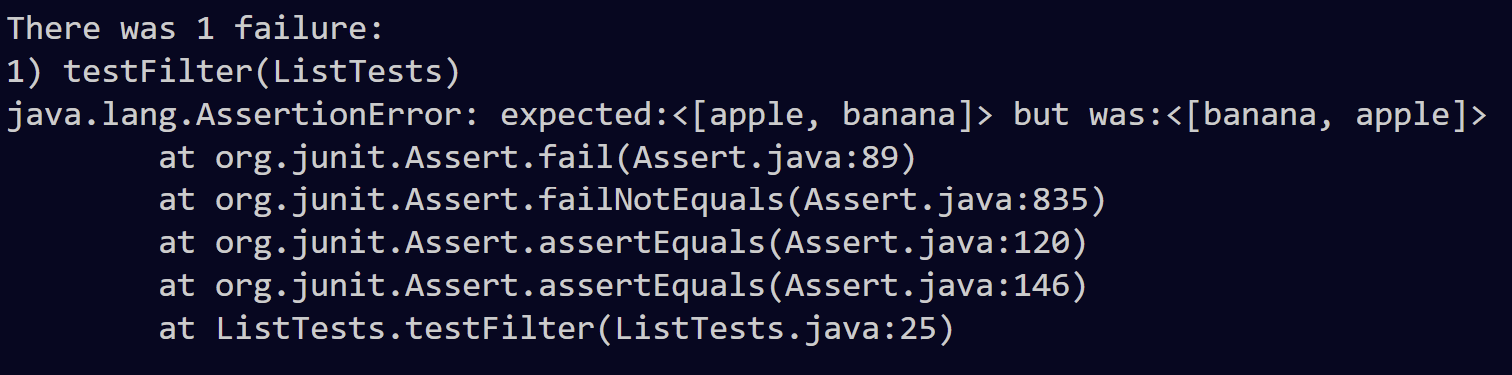 There was 1 failure:
1) testFilter(ListTests)
java.lang.AssertionError: expected:<[apple, banana]> but was:<[banana, apple]>
        at org.junit.Assert.fail(Assert.java:89)
        at org.junit.Assert.failNotEquals(Assert.java:835)
        at org.junit.Assert.assertEquals(Assert.java:120)
        at org.junit.Assert.assertEquals(Assert.java:146)
        at ListTests.testFilter(ListTests.java:25)